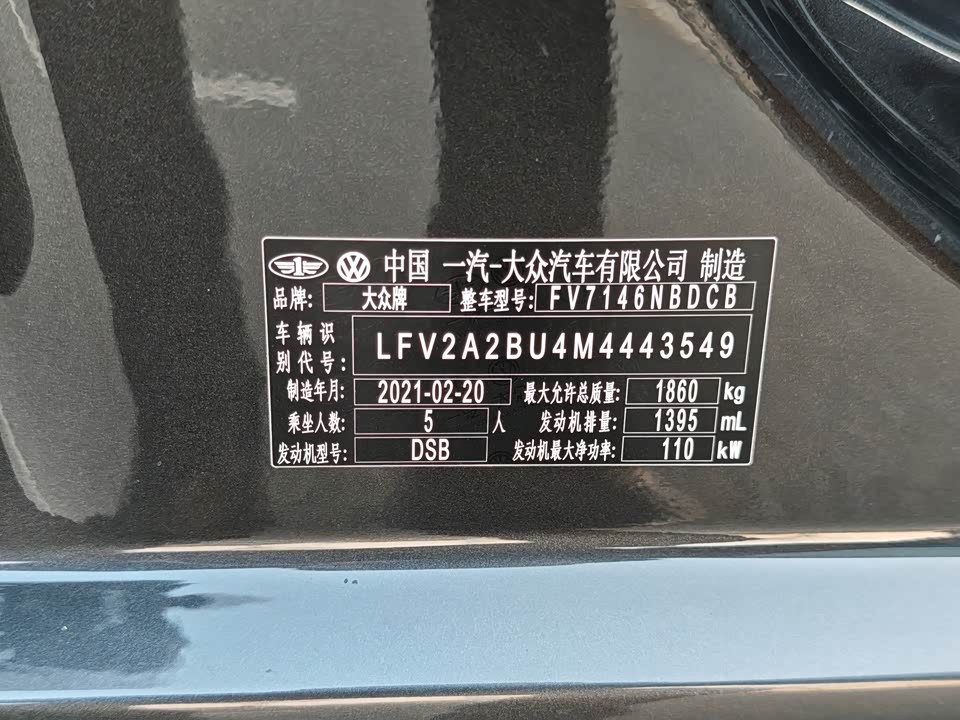 中国 一汽-大众汽车有限公司 制造
品牌: 大众牌 整车型号: FV7146NBDCB
车辆识
别代号: LFV2A2BU4M4443549
制造年月: 2021-02-20 最大允许总质量: 1860 kg
乘坐人数: 5 人 发动机排量: 1395 mL
发动机型号: DSB 发动机最大净功率: 110 kW